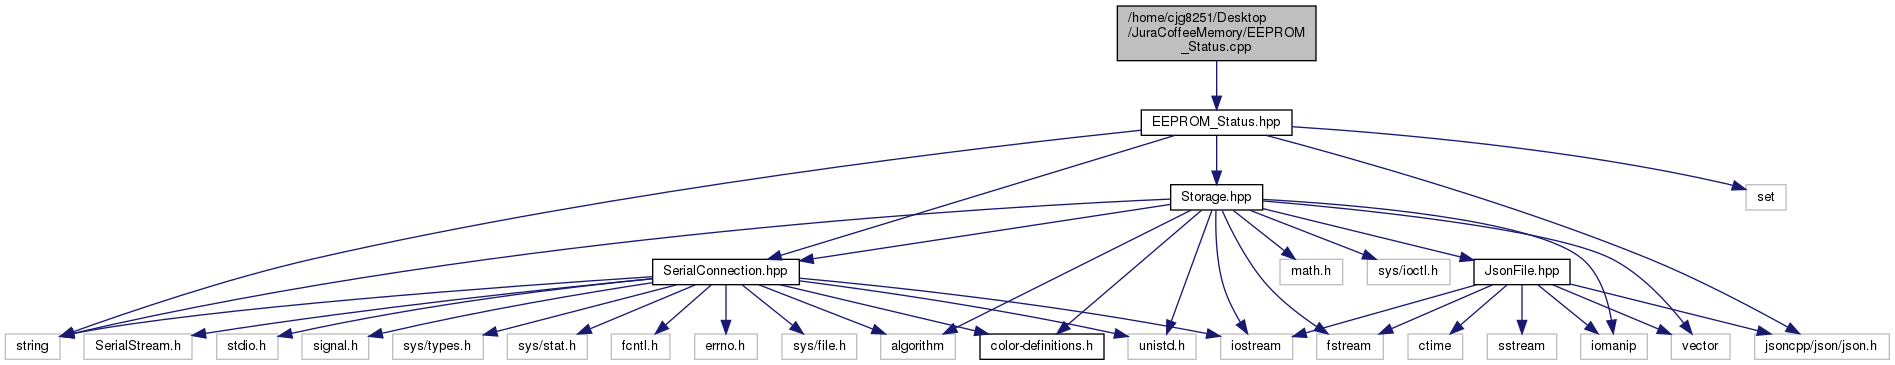 /home/cjg8251/Desktop
/JuraCoffeeMemory/EEPROM
_Status.cpp
EEPROM_Status.hpp
Storage.hpp
set
SerialConnection.hpp
math.h
sys/ioctl.h
JsonFile.hpp
string
SerialStream.h
stdio.h
signal.h
sys/types.h
sys/stat.h
fcntl.h
errno.h
sys/file.h
algorithm
color-definitions.h
unistd.h
iostream
fstream
ctime
sstream
iomanip
vector
jsoncpp/json/json.h